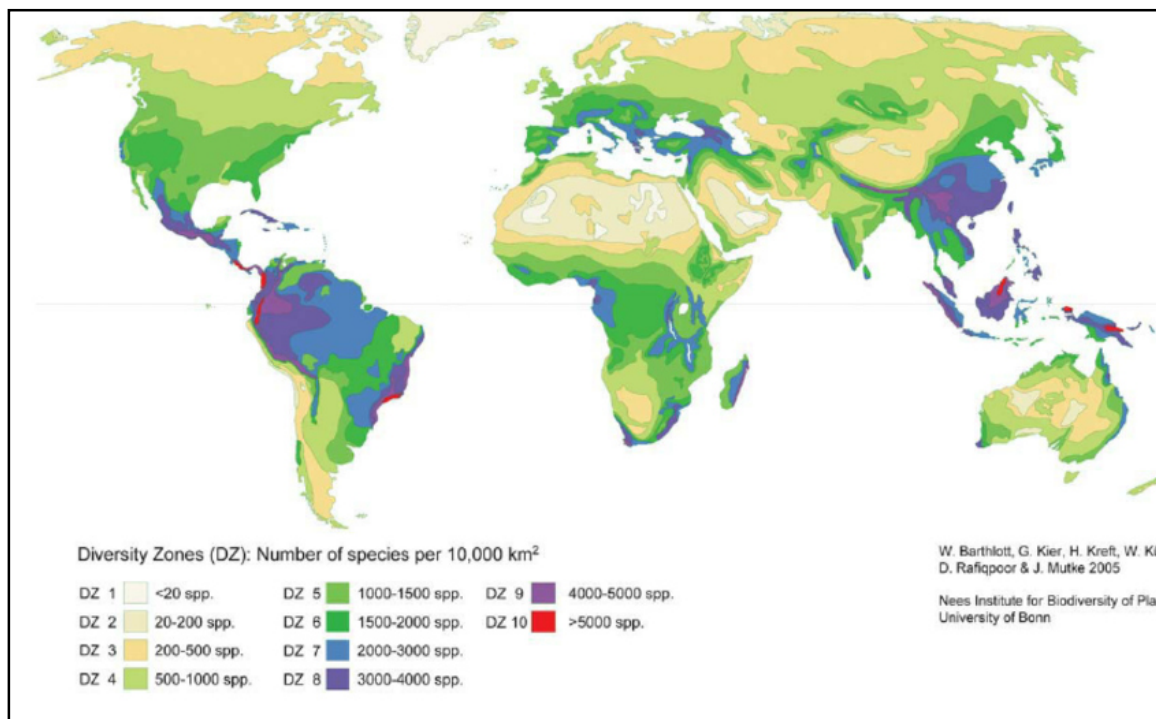 Diversity Zones (DZ): Number of species per 10,000 km²
DZ 1 <20 spp.
DZ 2 20-200 spp.
DZ 3 200-500 spp.
DZ 4 500-1000 spp.
DZ 5 1000-1500 spp.
DZ 6 1500-2000 spp.
DZ 7 2000-3000 spp.
DZ 8 3000-4000 spp.
DZ 9 4000-5000 spp.
DZ 10 >5000 spp.
W. Barthlott, G. Kier, H. Kreft, W.
D. Rafiqpoor & J. Mutke 2005
Nees Institute for Biodiversity of
University of Bonn